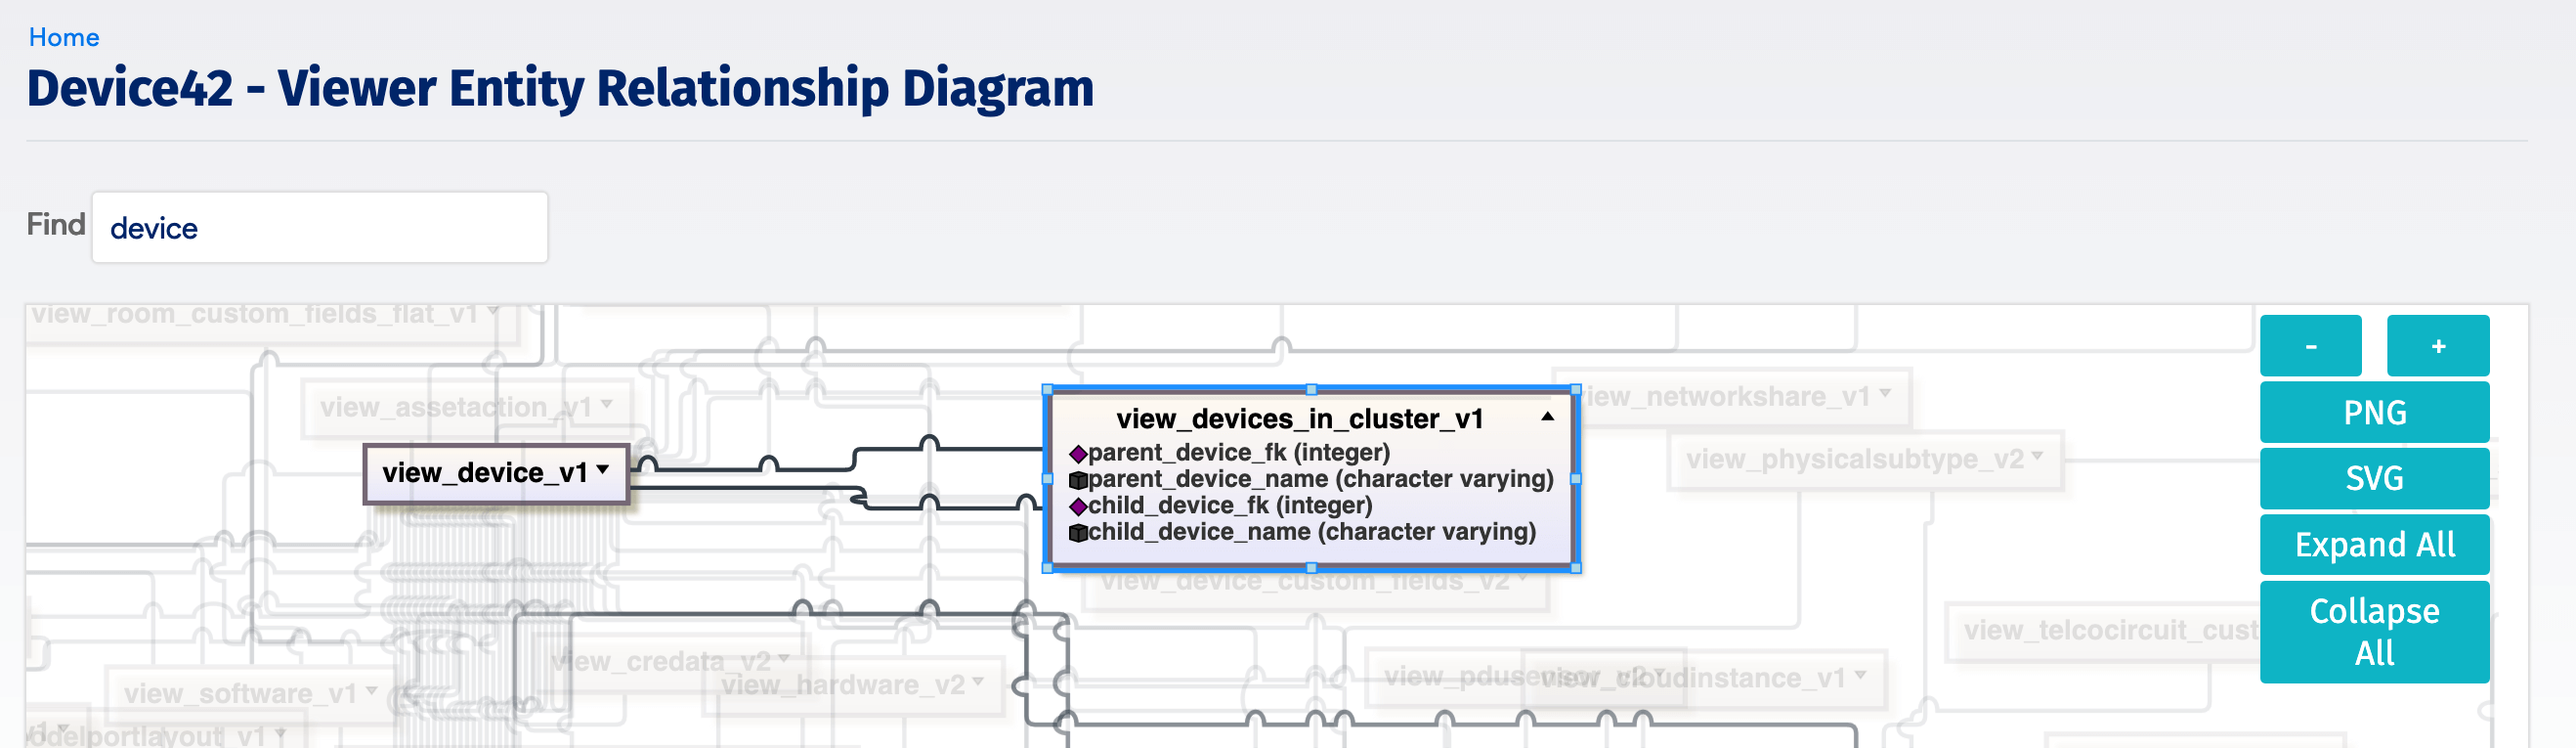 Home
Device42 - Viewer Entity Relationship Diagram
Find device
view_room_custom_fields_flat_v1
- +
view_assetaction_v1
view_devices_in_cluster_v1
view_networkshare_v1
PNG
view_device_v1
parent_device_fk (integer)
view_physicalsubtype_v2
parent_device_name (character varying)
SVG
child_device_fk (integer)
child_device_name (character varying)
Expand All
view_device_custom_fields_v2
Collapse
All
view_telcocircuit_cust
view_credata_v2
view_hardware_v2
view_pdusensor_v2
view_cloudinstance_v1
view_software_v1
odelportlayout_v1